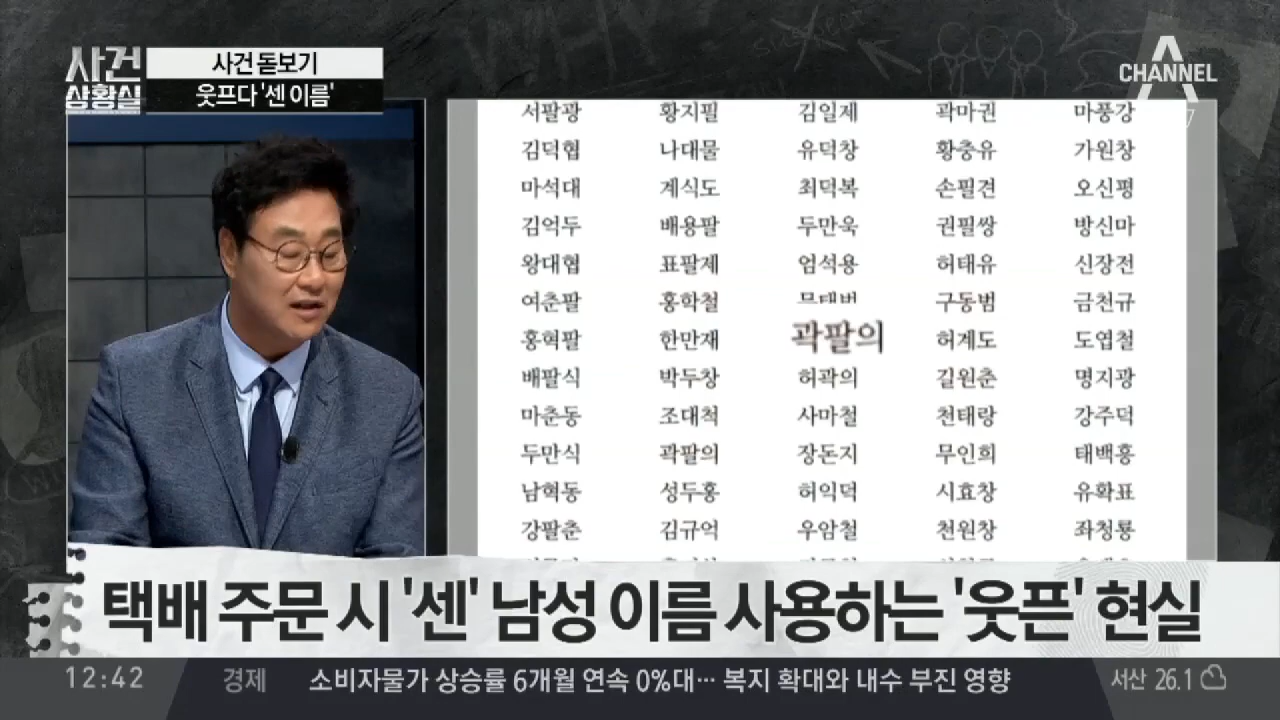 사건
상황실
사건 돋보기
웃프다 '센 이름'
CHANNEL A
서팔광 황지필 김일제 곽마권 마풍강
김덕협 나대물 유덕창 황충유 가원창
마석대 계식도 최덕복 손필견 오신평
김억두 배용팔 두만욱 권필쌍 방신마
왕대협 표팔제 엄석용 허태유 신장전
여춘팔 홍학철 구동범 금천규
홍혁팔 한만재 곽팔의 허계도 도엽철
배팔식 박두창 허곽의 길원춘 명지광
마춘동 조대척 사마철 천태랑 강주덕
두만식 곽팔의 장돈지 무인희 태백홍
남혁동 성두홍 허익덕 시효창 유확표
강팔춘 김규억 우암철 천원창 좌청룡
택배 주문 시 '센' 남성 이름 사용하는 '웃픈' 현실
12:42 경제 소비자물가 상승률 6개월 연속 0%대… 복지 확대와 내수 부진 영향 서산 26.1